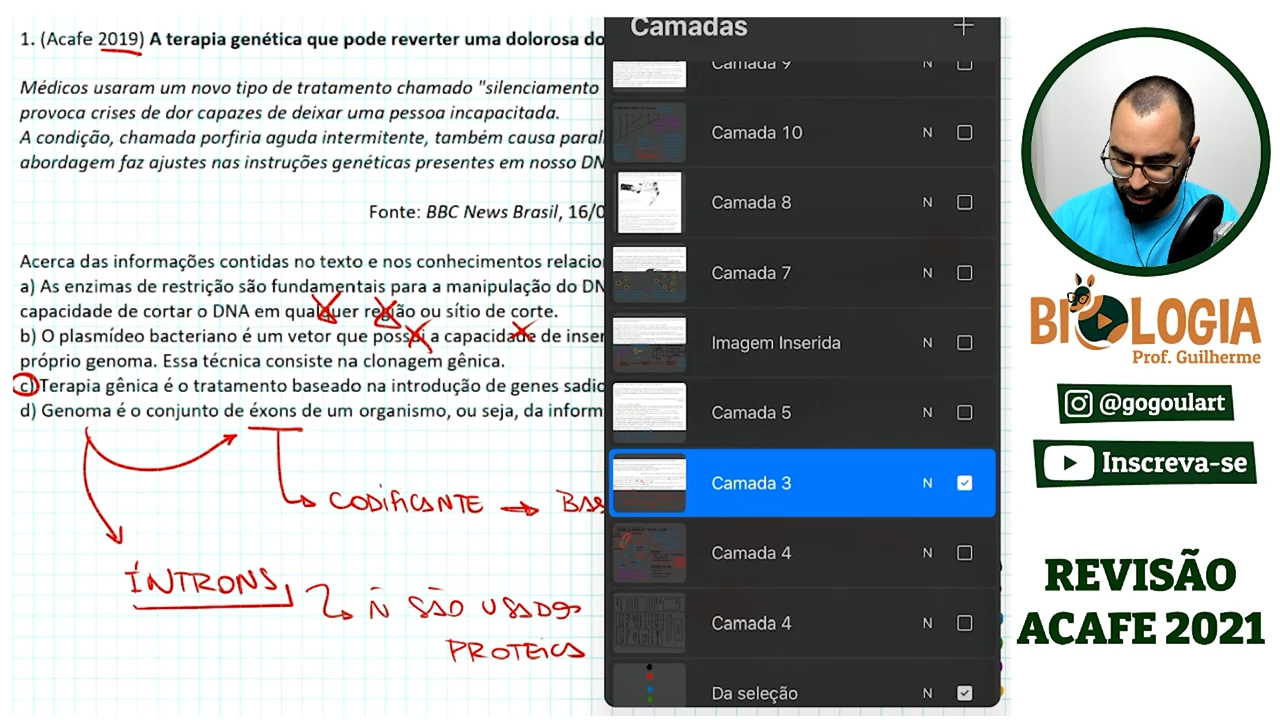 1. (Acafe 2019) A terapia genética que pode reverter uma dolorosa do
Médicos usaram um novo tipo de tratamento chamado "silenciamento
provoca crises de dor capazes de deixar uma pessoa incapacitada.
A condição, chamada porfiria aguda intermitente, também causa paral
abordagem faz ajustes nas instruções genéticas presentes em nosso DN
Fonte: BBC News Brasil, 16/0
Acerca das informações contidas no texto e nos conhecimentos relacio
a) As enzimas de restrição são fundamentais para a manipulação do DN
capacidade de cortar o DNA em qualquer região ou sítio de corte.
b) O plasmídeo bacteriano é um vetor que possui a capacidade de inser
próprio genoma. Essa técnica consiste na clonagem gênica.
c) Terapia gênica é o tratamento baseado na introdução de genes sadio
d) Genoma é o conjunto de éxons de um organismo, ou seja, da inform
CODIFICANTE → BAS
ÍNTRONS
Ñ SÃO USADOS
PROTEICA
Camadas
Camada 9 N
Camada 10 N
Camada 8 N
Camada 7 N
Imagem Inserida N
Camada 5 N
Camada 3 N
Camada 4 N
Camada 4 N
Da seleção N
BIOLOGIA
Prof. Guilherme
@gogoulart
Inscreva-se
REVISÃO
ACAFE 2021